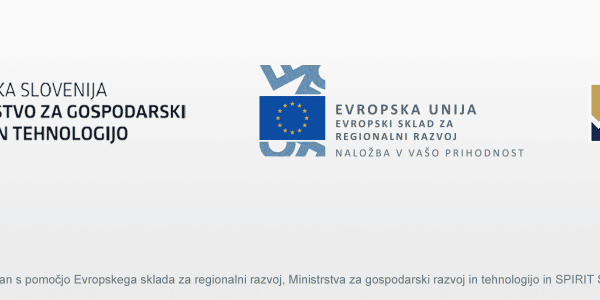 KA SLOVENIJA
STVO ZA GOSPODARSKI
N TEHNOLOGIJO
EVROPSKA UNIJA
EVROPSKI SKLAD ZA
REGIONALNI RAZVOJ
NALOŽBA V VAŠO PRIHODNOST
an s pomočjo Evropskega sklada za regionalni razvoj, Ministrstva za gospodarski razvoj in tehnologijo in SPIRIT S